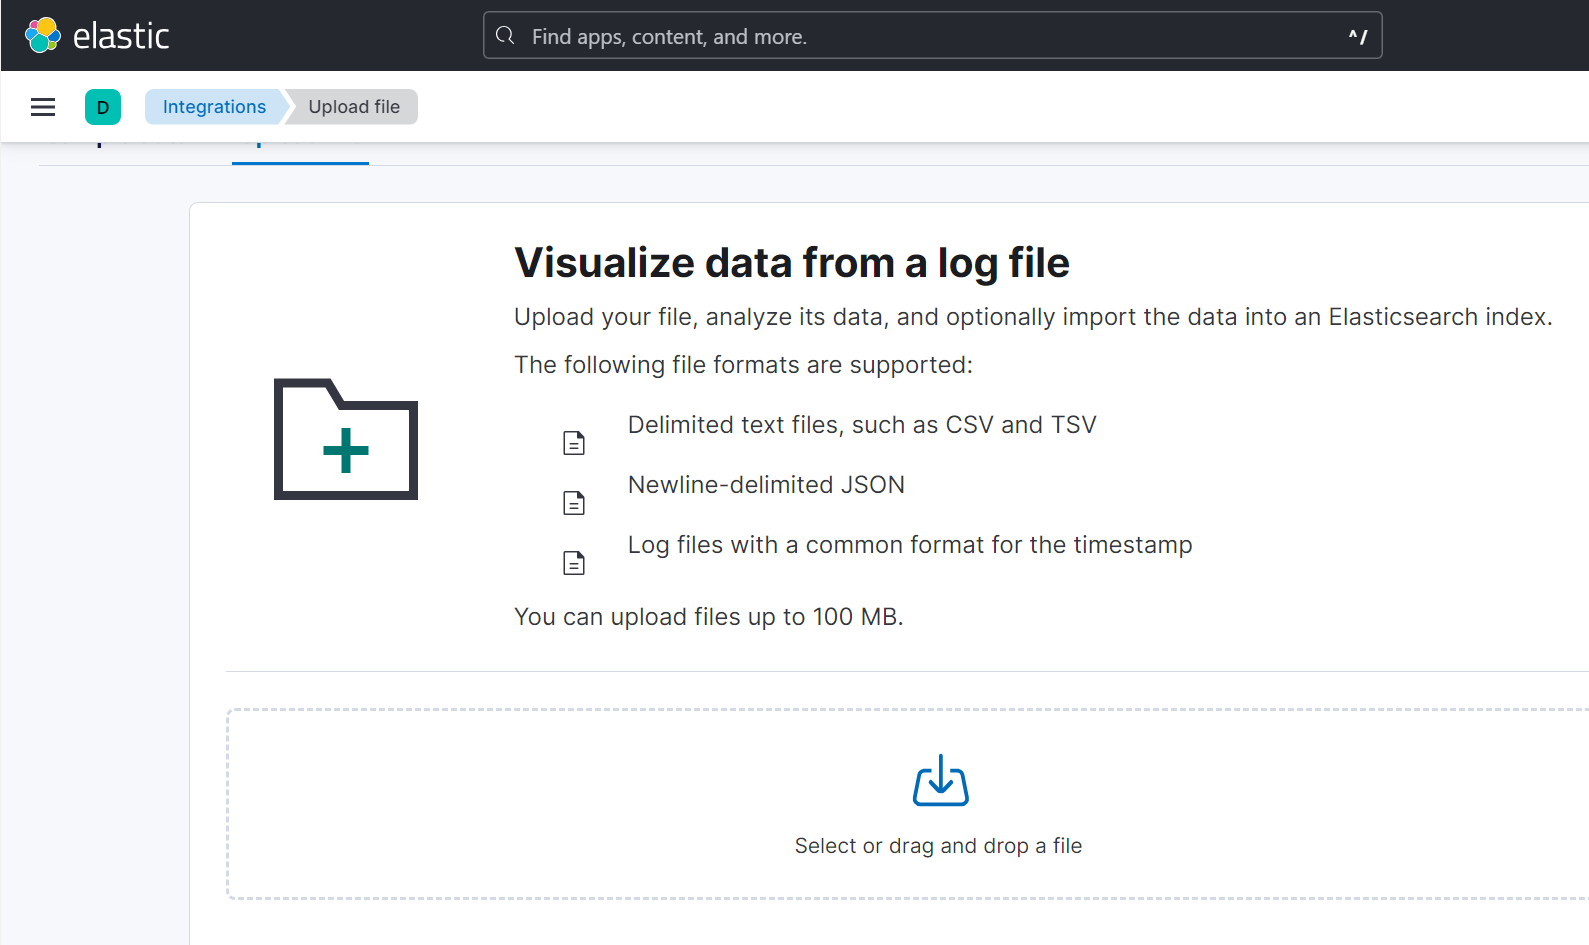 elastic
Find apps, content, and more.
^/
D
Integrations
Upload file
Visualize data from a log file
Upload your file, analyze its data, and optionally import the data into an Elasticsearch index.
The following file formats are supported:
Delimited text files, such as CSV and TSV
Newline-delimited JSON
Log files with a common format for the timestamp
You can upload files up to 100 MB.
Select or drag and drop a file